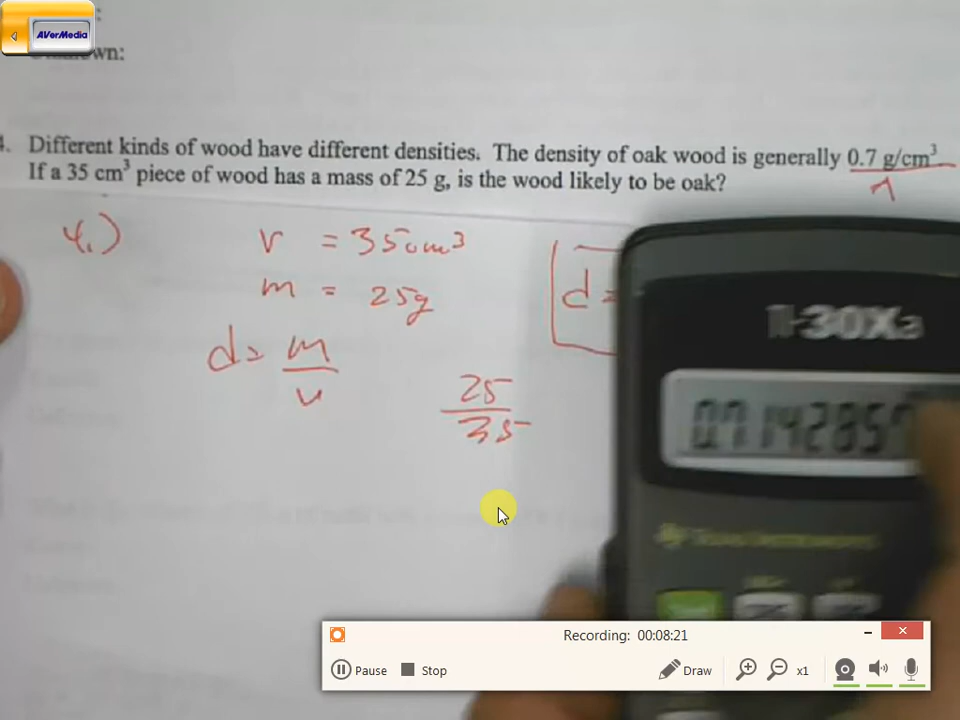 AVerMedia
4. Different kinds of wood have different densities. The density of oak wood is generally 0.7 g/cm³
If a 35 cm³ piece of wood has a mass of 25 g, is the wood likely to be oak?
4.)
v = 35cm³
m = 25g
d =
d = m
v
25
35
TI-30Xa
0.7142857
Texas Instruments
Recording: 00:08:21
Pause
Stop
Draw
x1